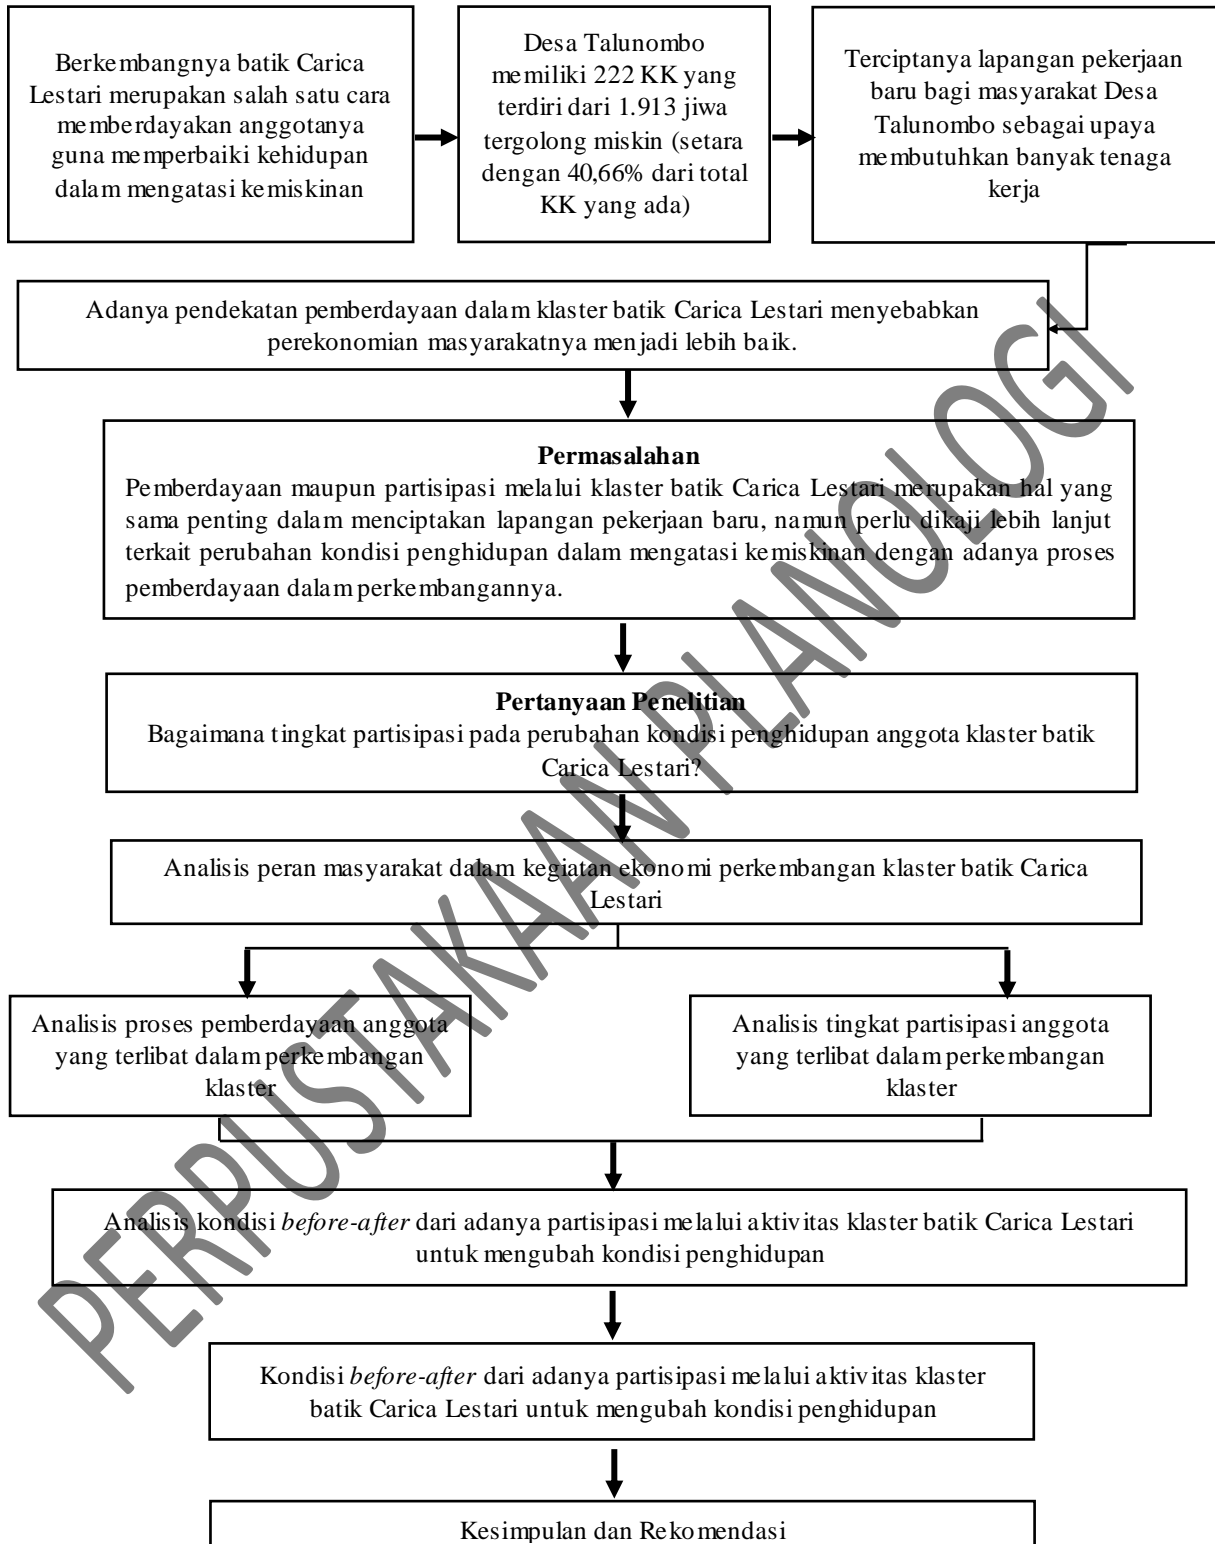 Berkembangnya batik Carica
Lestari merupakan salah satu cara
memberdayakan anggotanya
guna memperbaiki kehidupan
dalam mengatasi kemiskinan
Desa Talunombo
memiliki 222 KK yang
terdiri dari 1.913 jiwa
tergolong miskin (setara
dengan 40,66% dari total
KK yang ada)
Terciptanya lapangan pekerjaan
baru bagi masyarakat Desa
Talunombo sebagai upaya
membutuhkan banyak tenaga
kerja
Adanya pendekatan pemberdayaan dalam klaster batik Carica Lestari menyebabkan
perekonomian masyarakatnya menjadi lebih baik.
Permasalahan
Pemberdayaan maupun partisipasi melalui klaster batik Carica Lestari merupakan hal yang
sama penting dalam menciptakan lapangan pekerjaan baru, namun perlu dikaji lebih lanjut
terkait perubahan kondisi penghidupan dalam mengatasi kemiskinan dengan adanya proses
pemberdayaan dalam perkembangannya.
Pertanyaan Penelitian
Bagaimana tingkat partisipasi pada perubahan kondisi penghidupan anggota klaster batik
Carica Lestari?
Analisis peran masyarakat dalam kegiatan ekonomi perkembangan klaster batik Carica
Lestari
Analisis proses pemberdayaan anggota
yang terlibat dalam perkembangan
klaster
Analisis tingkat partisipasi anggota
yang terlibat dalam perkembangan
klaster
Analisis kondisi before-after dari adanya partisipasi melalui aktivitas klaster batik Carica Lestari
untuk mengubah kondisi penghidupan
Kondisi before-after dari adanya partisipasi melalui aktivitas klaster
batik Carica Lestari untuk mengubah kondisi penghidupan
Kesimpulan dan Rekomendasi
PERPUSTAKAAN PLANOLOGI